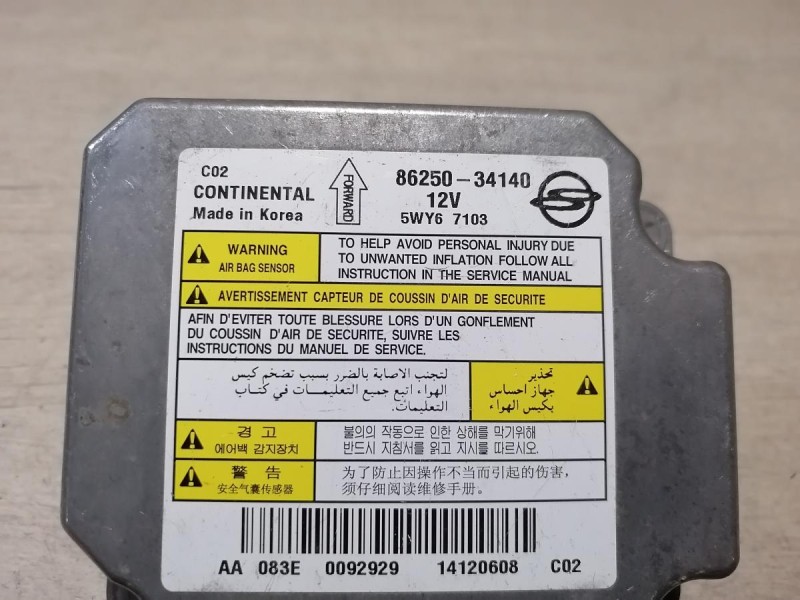 C02
CONTINENTAL
Made in Korea
FORWARD
86250-34140
12V
5WY6 7103
WARNING
AIR BAG SENSOR
TO HELP AVOID PERSONAL INJURY DUE
TO UNWANTED INFLATION FOLLOW ALL
INSTRUCTION IN THE SERVICE MANUAL
AVERTISSEMENT CAPTEUR DE COUSSIN D'AIR DE SECURITE
AFIN D'EVITER TOUTE BLESSURE LORS D'UN GONFLEMENT
DU COUSSIN D'AIR DE SECURITE, SUIVRE LES
INSTRUCTIONS DU MANUEL DE SERVICE.
تحذير
جهاز احساس
بكيس الهواء
لتجنب الاصابة بالضرر بسبب تضخم كيس
الهواء اتبع جميع التعليمات في كتاب
التعليمات.
경 고
에어백 감지장치
불의의 작동으로 인한 상해를 막기위해
반드시 지침서를 읽고 지시를 따르시오.
警 告
安全气囊传感器
为了防止因操作不当而引起的伤害,
须仔细阅读维修手册.
AA 083E 0092929 14120608 C02